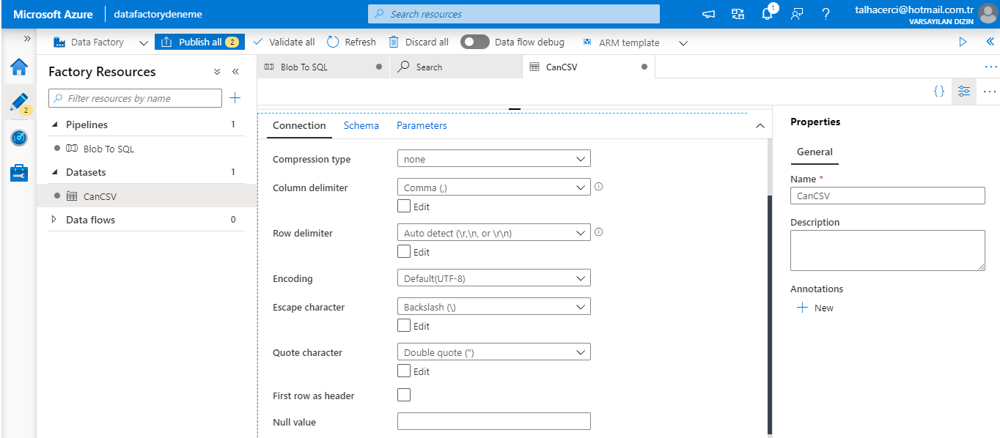 Microsoft Azure datafactorydeneme Search resources 1 talhacerci@hotmail.com.tr
VARSAYILAN DIZIN
Data Factory Publish all 2 Validate all Refresh Discard all Data flow debug ARM template
Factory Resources
Filter resources by name
2
Pipelines 1
Blob To SQL
Datasets 1
CanCSV
Data flows 0
Blob To SQL Search CanCSV
{}
Connection Schema Parameters
Compression type none
Column delimiter Comma (,)
Edit
Row delimiter Auto detect (\r,\n, or \r\n)
Edit
Encoding Default(UTF-8)
Escape character Backslash (\)
Edit
Quote character Double quote (")
Edit
First row as header
Null value
Properties
General
Name *
CanCSV
Description
Annotations
New